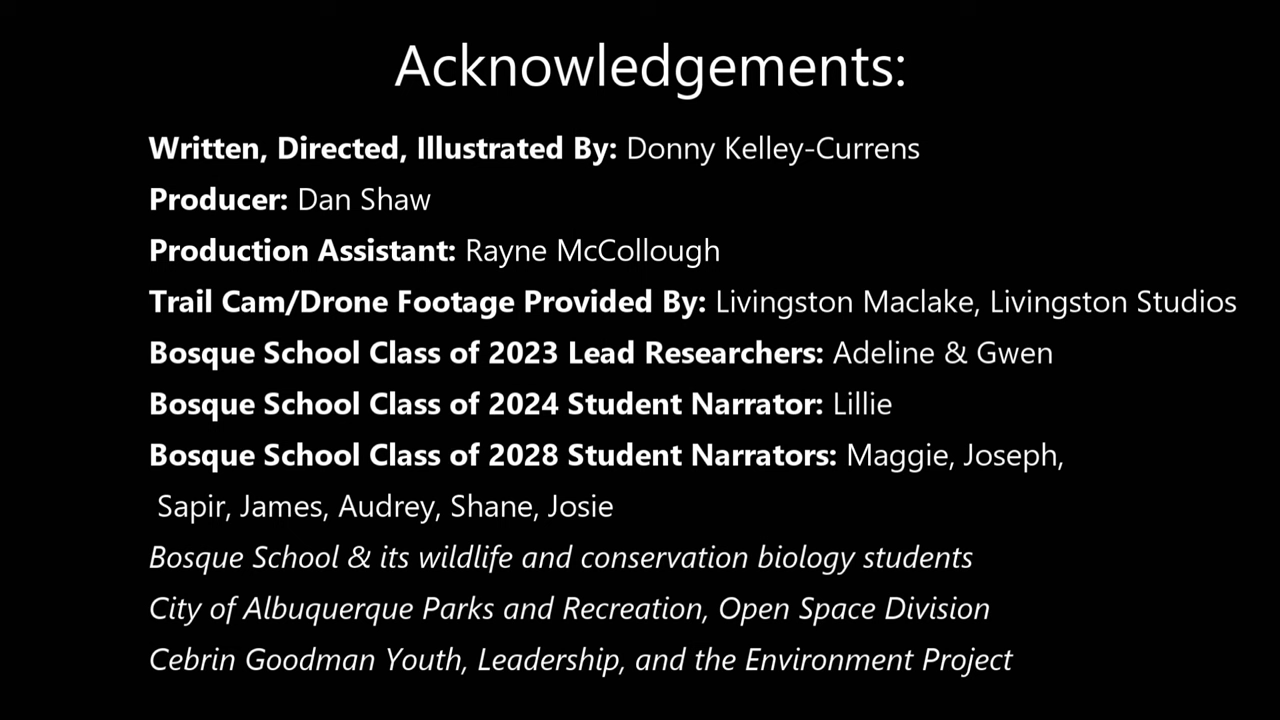 Acknowledgements:
Written, Directed, Illustrated By: Donny Kelley-Currens
Producer: Dan Shaw
Production Assistant: Rayne McCollough
Trail Cam/Drone Footage Provided By: Livingston Maclake, Livingston Studios
Bosque School Class of 2023 Lead Researchers: Adeline & Gwen
Bosque School Class of 2024 Student Narrator: Lillie
Bosque School Class of 2028 Student Narrators: Maggie, Joseph,
Sapir, James, Audrey, Shane, Josie
Bosque School & its wildlife and conservation biology students
City of Albuquerque Parks and Recreation, Open Space Division
Cebrin Goodman Youth, Leadership, and the Environment Project